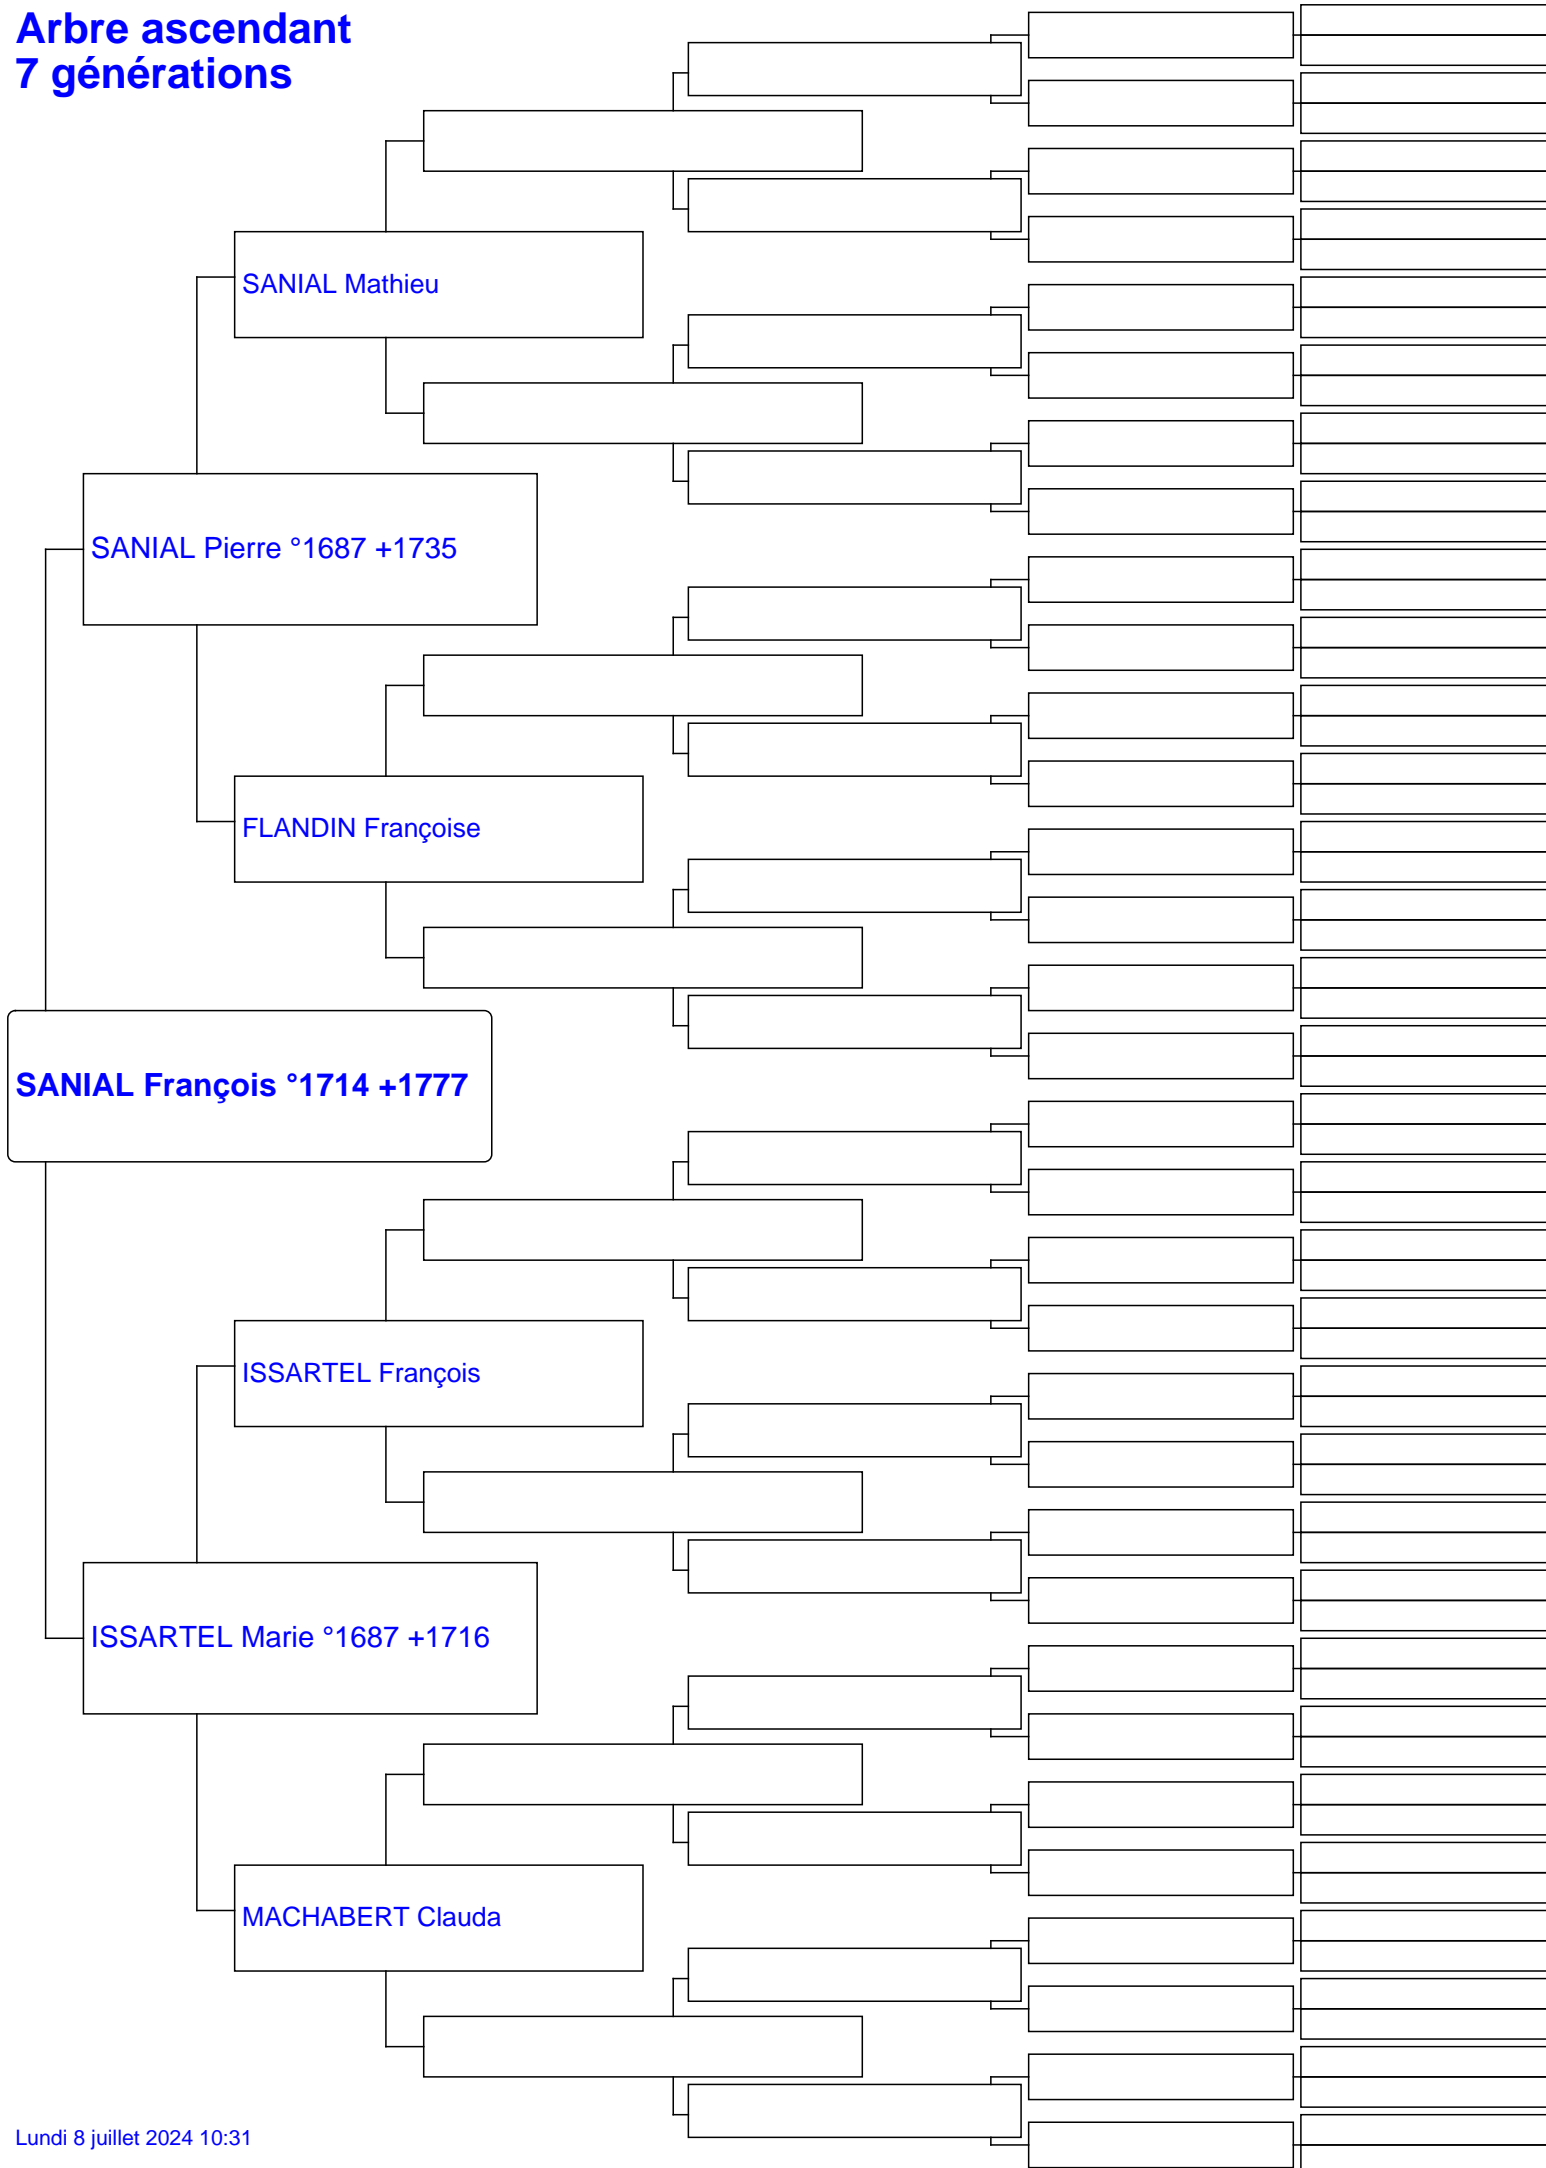 Arbre ascendant
7 générations
SANIAL Mathieu
SANIAL Pierre °1687 +1735
FLANDIN Françoise
SANIAL François °1714 +1777
ISSARTEL François
ISSARTEL Marie °1687 +1716
MACHABERT Clauda
Lundi 8 juillet 2024 10:31